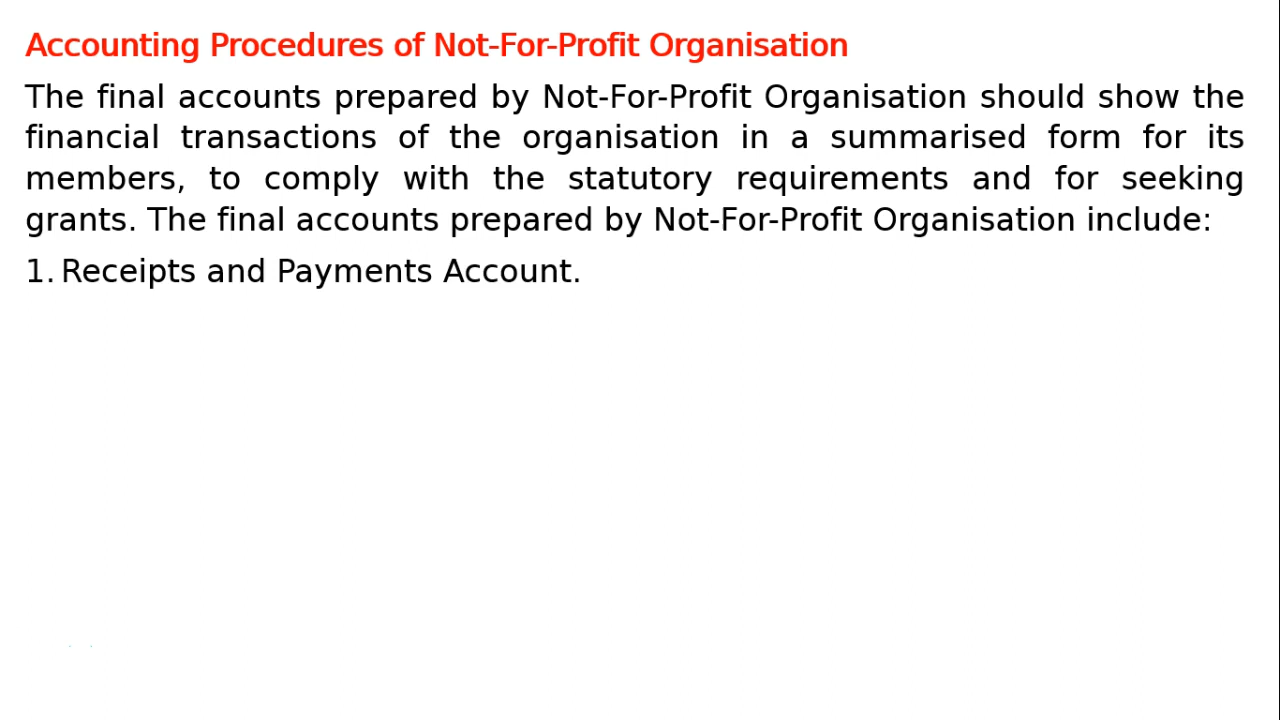 Accounting Procedures of Not-For-Profit Organisation
The final accounts prepared by Not-For-Profit Organisation should show the
financial transactions of the organisation in a summarised form for its
members, to comply with the statutory requirements and for seeking
grants. The final accounts prepared by Not-For-Profit Organisation include:
1. Receipts and Payments Account.